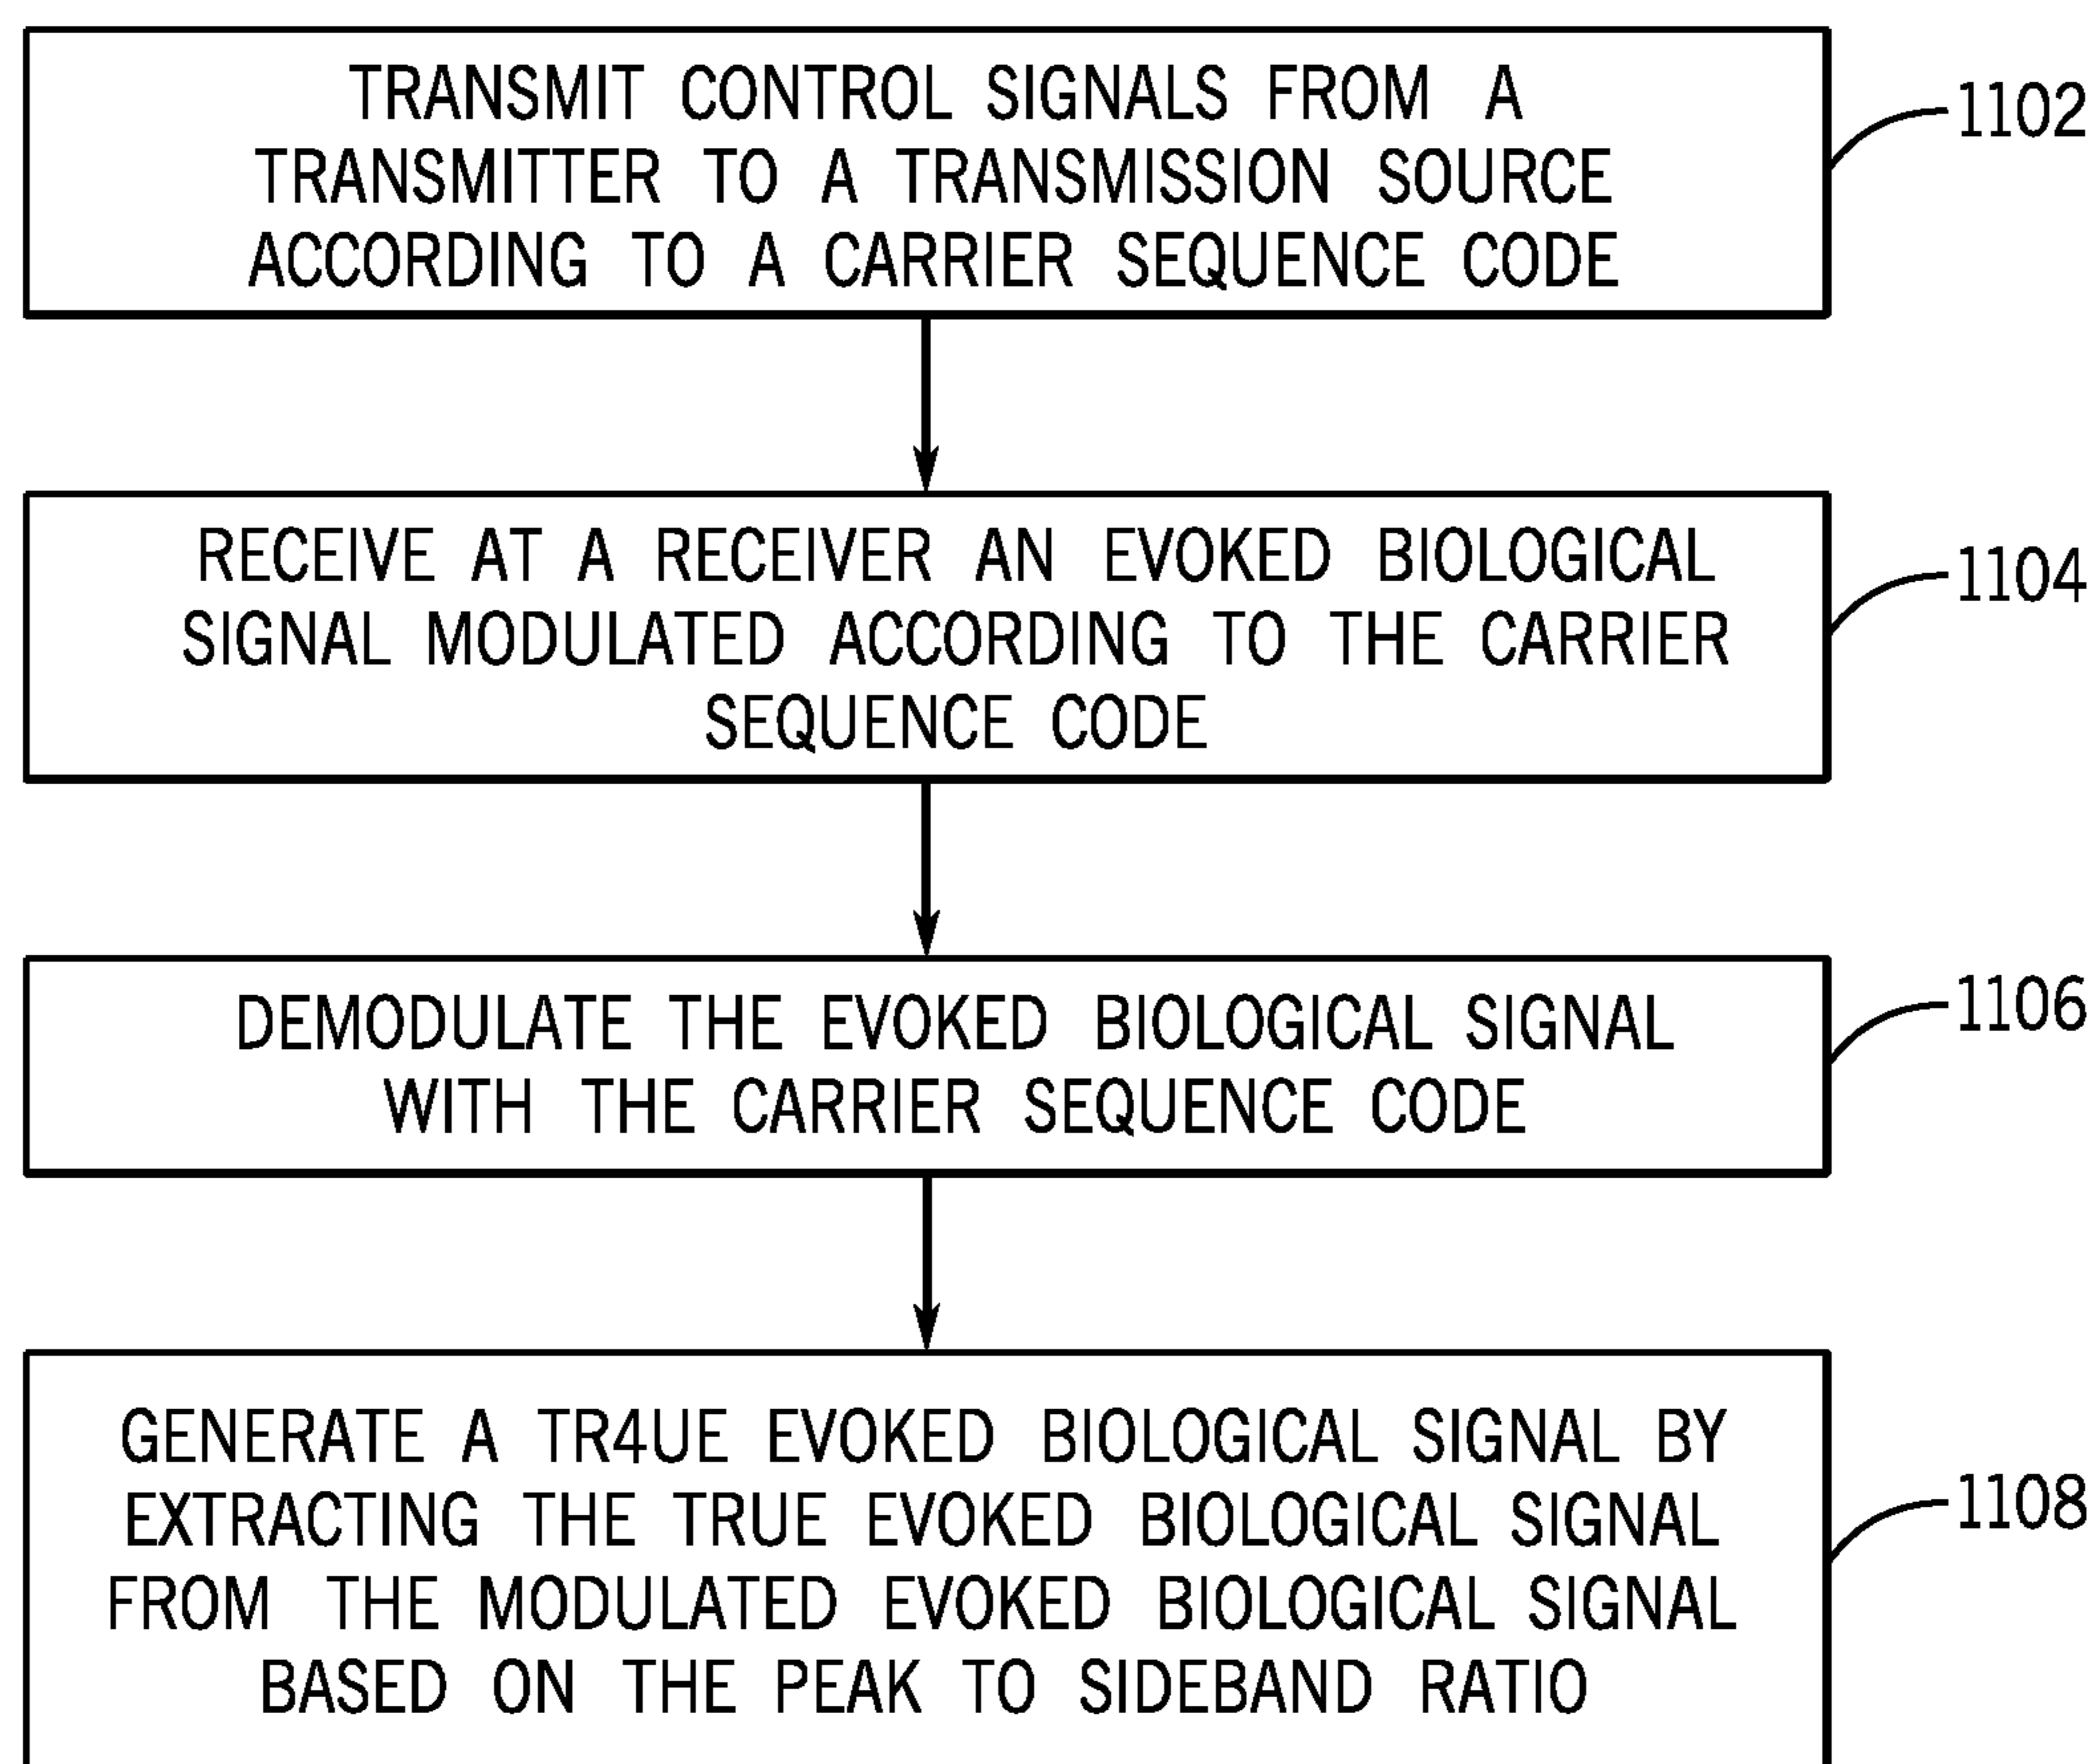 TRANSMIT CONTROL SIGNALS FROM A
TRANSMITTER TO A TRANSMISSION SOURCE
ACCORDING TO A CARRIER SEQUENCE CODE
1102
RECEIVE AT A RECEIVER AN EVOKED BIOLOGICAL
SIGNAL MODULATED ACCORDING TO THE CARRIER
SEQUENCE CODE
1104
DEMODULATE THE EVOKED BIOLOGICAL SIGNAL
WITH THE CARRIER SEQUENCE CODE
1106
GENERATE A TR4UE EVOKED BIOLOGICAL SIGNAL BY
EXTRACTING THE TRUE EVOKED BIOLOGICAL SIGNAL
FROM THE MODULATED EVOKED BIOLOGICAL SIGNAL
BASED ON THE PEAK TO SIDEBAND RATIO
1108